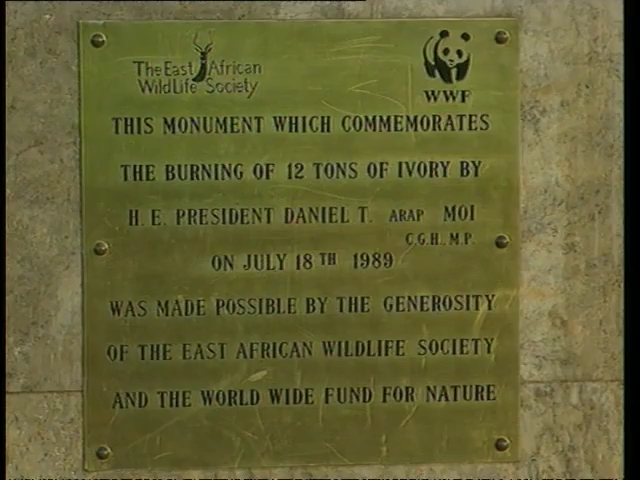 The East African
WildLife Society
WWF
THIS MONUMENT WHICH COMMEMORATES
THE BURNING OF 12 TONS OF IVORY BY
H.E. PRESIDENT DANIEL T. ARAP MOI
C.G.H., M.P.
ON JULY 18TH 1989
WAS MADE POSSIBLE BY THE GENEROSITY
OF THE EAST AFRICAN WILDLIFE SOCIETY
AND THE WORLD WIDE FUND FOR NATURE